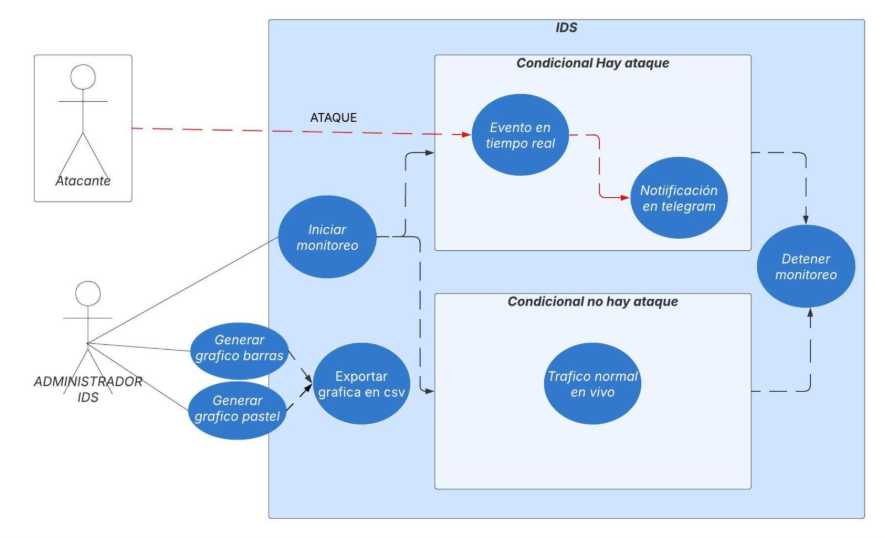 IDS
Condicional Hay ataque
ATAQUE
Evento en
tiempo real
Atacante
Notiificación
en telegram
Iniciar
monitoreo
Detener
monitoreo
Condicional no hay ataque
Generar
grafico barras
ADMINISTRADOR
IDS
Exportar
grafica en csv
Trafico normal
en vivo
Generar
grafico pastel